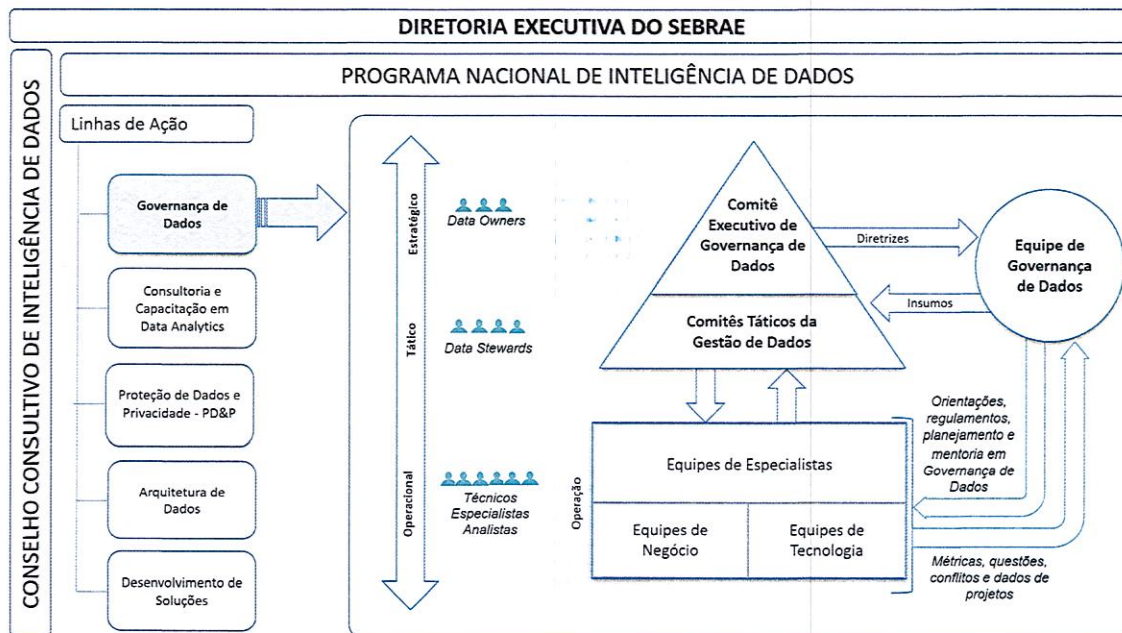 DIRETORIA EXECUTIVA DO SEBRAE
CONSELHO CONSULTIVO DE INTELIGÊNCIA DE DADOS
PROGRAMA NACIONAL DE INTELIGÊNCIA DE DADOS
Linhas de Ação
Governança de
Dados
Consultoria e
Capacitação em
Data Analytics
Proteção de Dados e
Privacidade - PD&P
Arquitetura de
Dados
Desenvolvimento de
Soluções
Estratégico
Tático
Operacional
Data Owners
Data Stewards
Técnicos
Especialistas
Analistas
Comitê
Executivo de
Governança de
Dados
Comitês Táticos da
Gestão de Dados
Diretrizes
Insumos
Equipe de
Governança
de Dados
Operação
Equipes de Especialistas
Equipes de
Negócio
Equipes de
Tecnologia
Orientações,
regulamentos,
planejamento e
mentoria em
Governança de
Dados
Métricas, questões,
conflitos e dados de
projetos